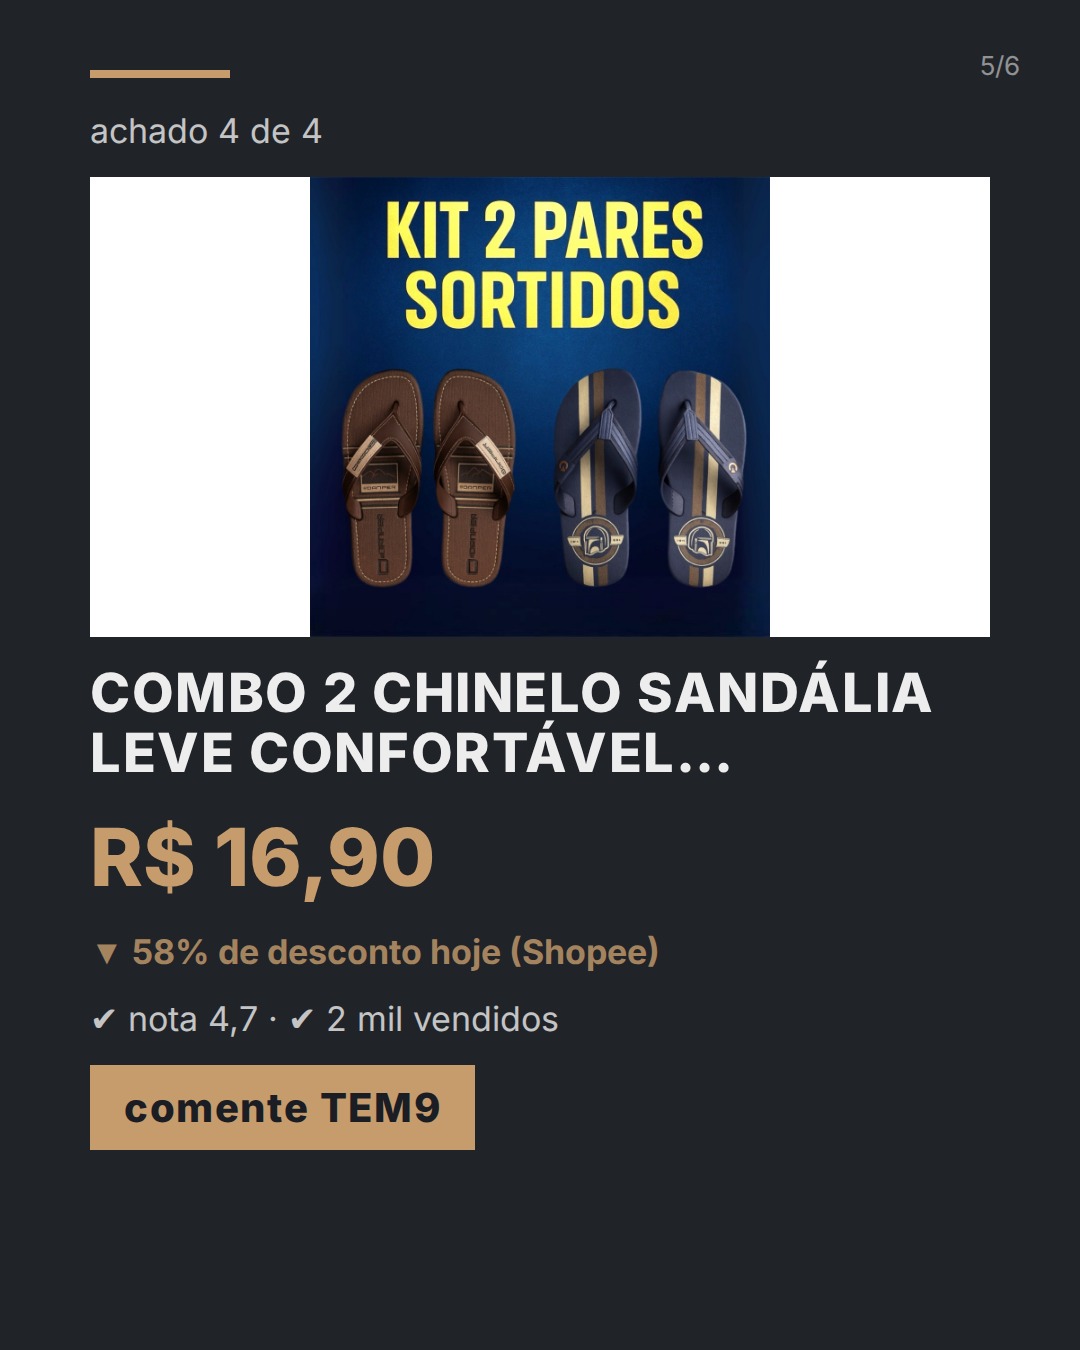 5/6
achado 4 de 4
KIT 2 PARES
SORTIDOS
COMBO 2 CHINELO SANDÁLIA
LEVE CONFORTÁVEL...
R$ 16,90
▼ 58% de desconto hoje (Shopee)
✔ nota 4,7 · ✔ 2 mil vendidos
comente TEM9